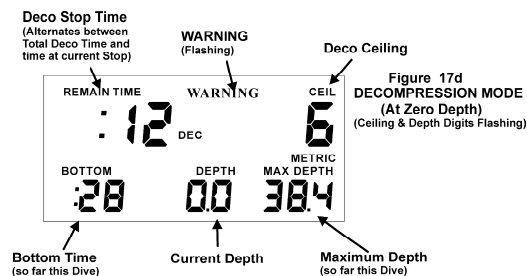 Deco Stop Time
(Alternates between
Total Deco Time and
time at current Stop)
WARNING
(Flashing)
Deco Ceiling
Figure 17d
DECOMPRESSION MODE
(At Zero Depth)
(Ceiling & Depth Digits Flashing)
REMAIN TIME
WARNING
CEIL
:12 DEC
6
METRIC
BOTTOM
DEPTH
MAX DEPTH
:28
0.0
38.4
Bottom Time
(so far this Dive)
Current Depth
Maximum Depth
(so far this Dive)